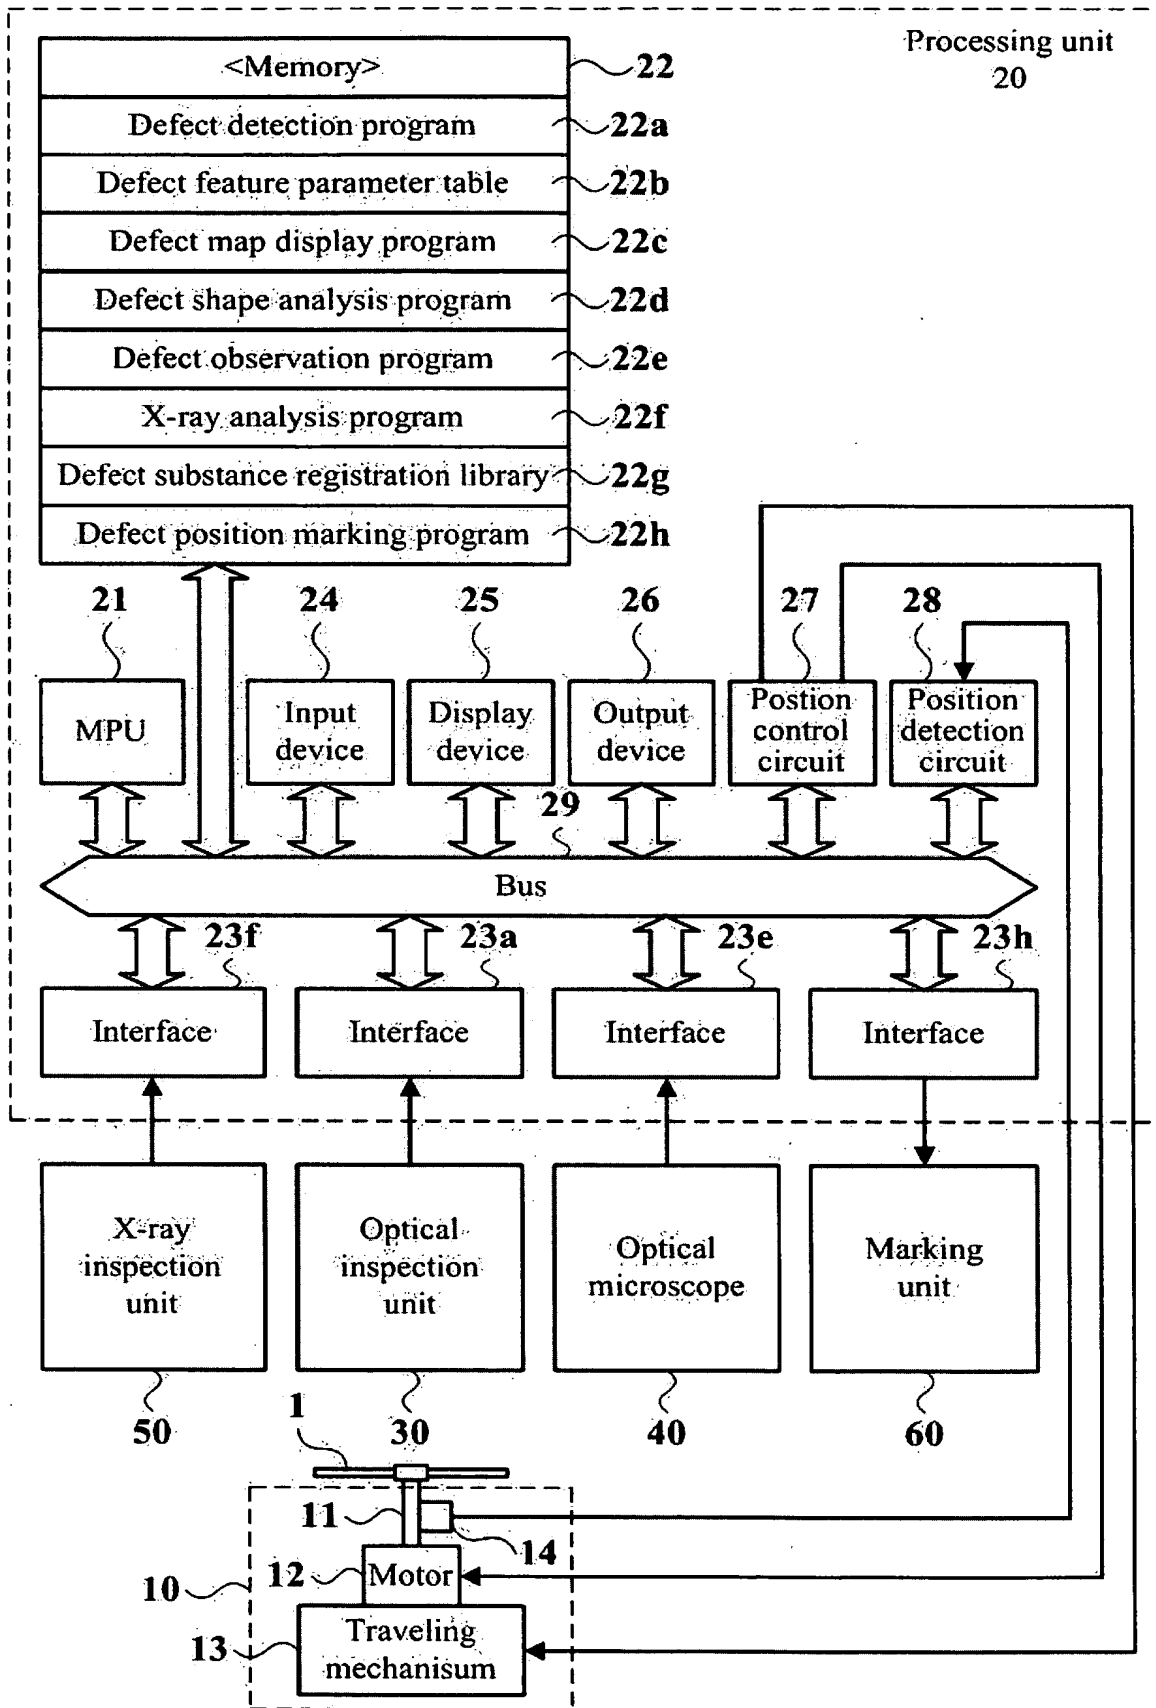 Processing unit
20
<Memory>
22
Defect detection program
22a
Defect feature parameter table
22b
Defect map display program
22c
Defect shape analysis program
22d
Defect observation program
22e
X-ray analysis program
22f
Defect substance registration library
22g
Defect position marking program
22h
21
24
25
26
27
28
MPU
Input
device
Display
device
Output
device
Postion
control
circuit
Position
detection
circuit
29
Bus
23f
23a
23e
23h
Interface
Interface
Interface
Interface
X-ray
inspection
unit
Optical
inspection
unit
Optical
microscope
Marking
unit
50
30
40
60
1
11
14
12
Motor
10
13
Traveling
mechanisum